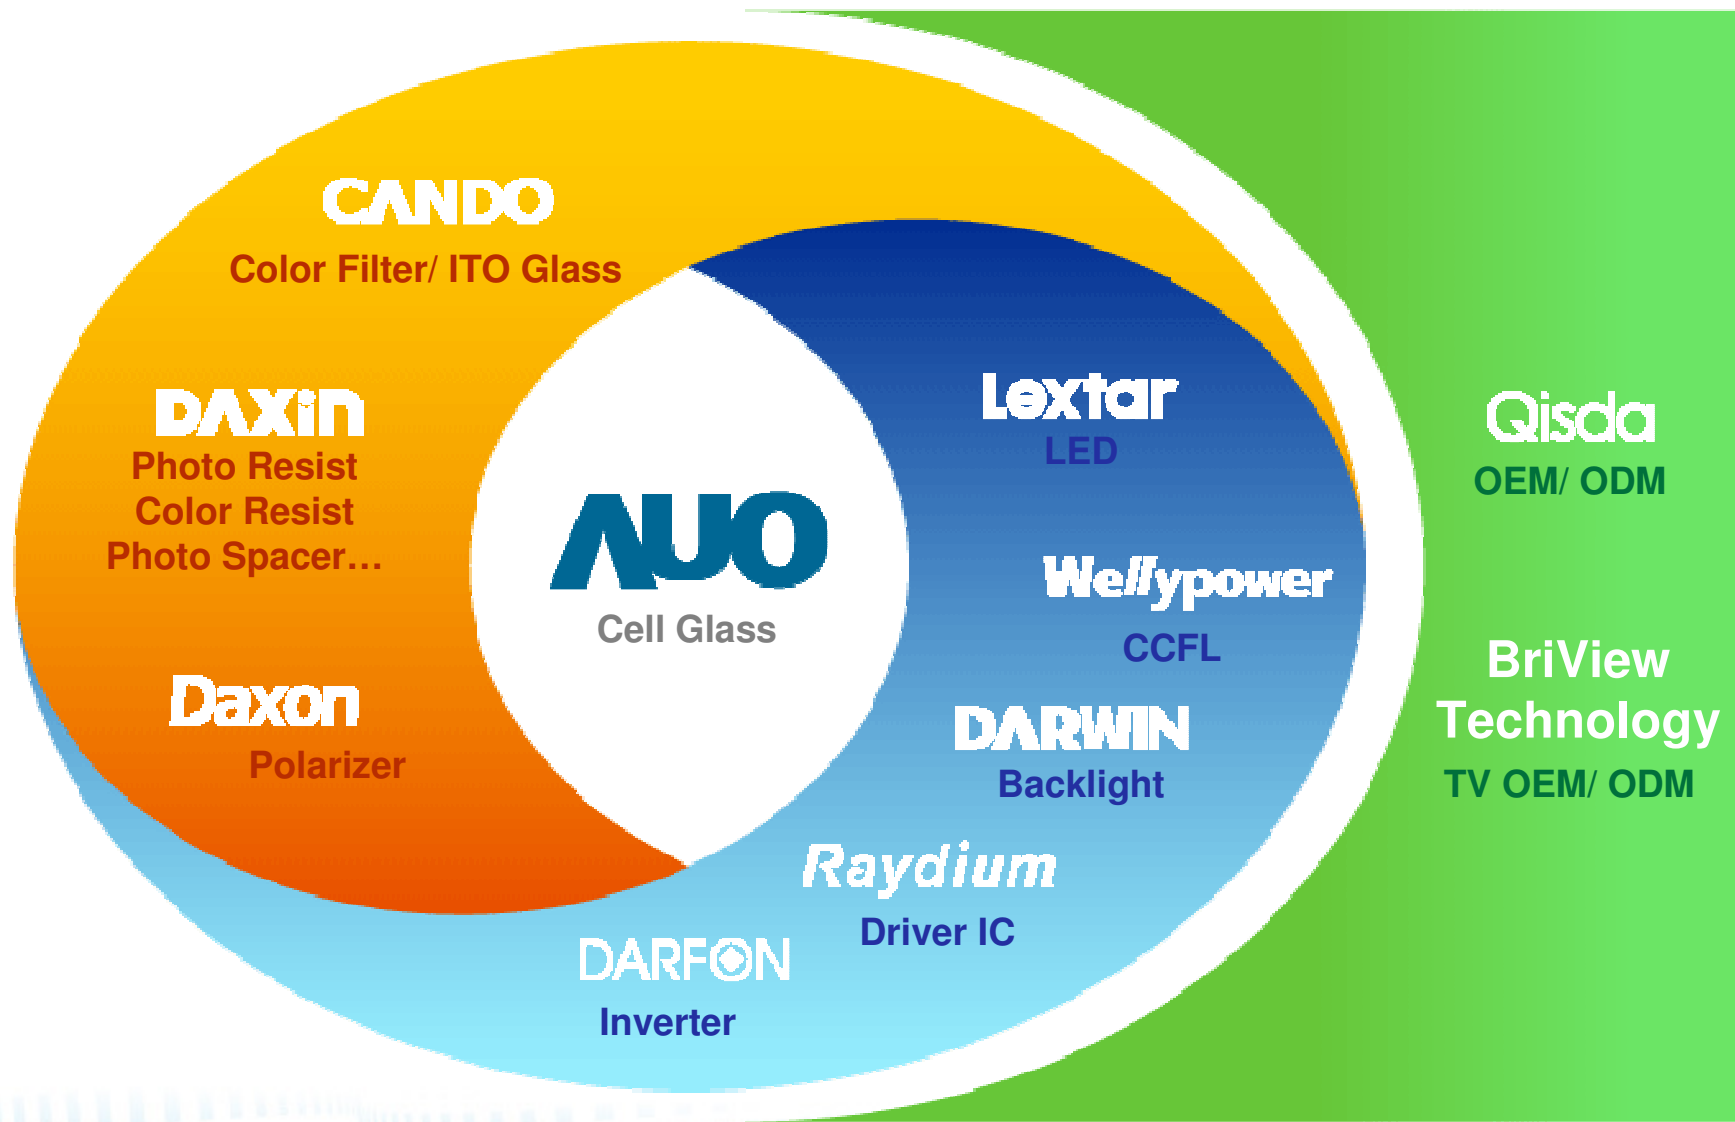 CANDO
Color Filter/ ITO Glass
DAXin
Photo Resist
Color Resist
Photo Spacer…
Daxon
Polarizer
AUO
Cell Glass
Lextar
LED
Wellypower
CCFL
DARWIN
Backlight
Raydium
Driver IC
DARFON
Inverter
Qisda
OEM/ ODM
BriView
Technology
TV OEM/ ODM